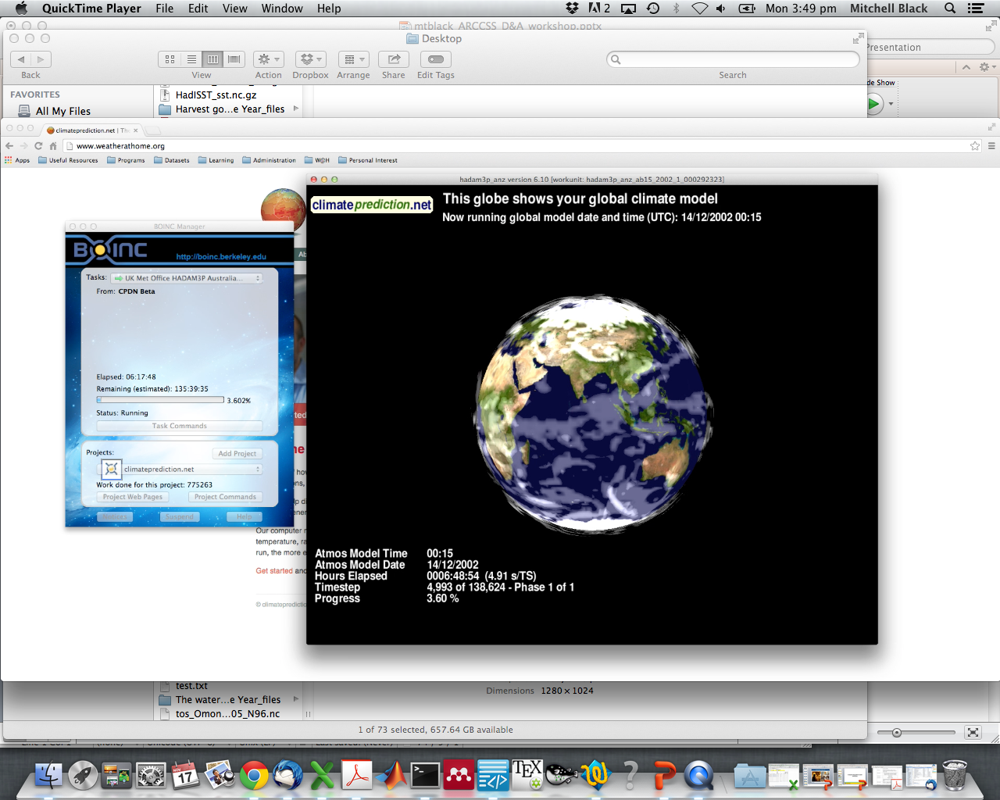 QuickTime Player File Edit View Window Help
2 Mon 3:49 pm Mitchell Black
mtblack_ARCCSS_D&A_workshop.pptx
Desktop
Presentation
Back View Action Dropbox Arrange Share Edit Tags Search
de Show
FAVORITES
All My Files
HadISST_sst.nc.gz
Harvest go...e Year_files
climateprediction.net | The
www.weatherathome.org
Apps Useful Resources Programs Datasets Learning Administration W@H Personal Interest
hadam3p_anz version 6.10 [workunit: hadam3p_anz_ab15_2002_1_000292323]
climateprediction.net
This globe shows your global climate model
Now running global model date and time (UTC): 14/12/2002 00:15
BOINC Manager
BOINC
http://boinc.berkeley.edu
Ab
Tasks: UK Met Office HADAM3P Australia...
From: CPDN Beta
Elapsed: 06:17:48
Remaining (estimated): 135:39:35
3.602%
Status: Running
Task Commands
Projects: Add Project
climateprediction.net
Work done for this project: 775263
Project Web Pages Project Commands
Notices Suspend Help
Our computer
temperature, ra
run, the more e
Get started and
© climatepredictio
Atmos Model Time 00:15
Atmos Model Date 14/12/2002
Hours Elapsed 0006:48:54 (4.91 s/TS)
Timestep 4,993 of 138,624 - Phase 1 of 1
Progress 3.60 %
test.txt
The water...e Year_files
tos_Omon...05_N96.nc
Dimensions 1280 × 1024
1 of 73 selected, 657.64 GB available
NOV
17
TEX